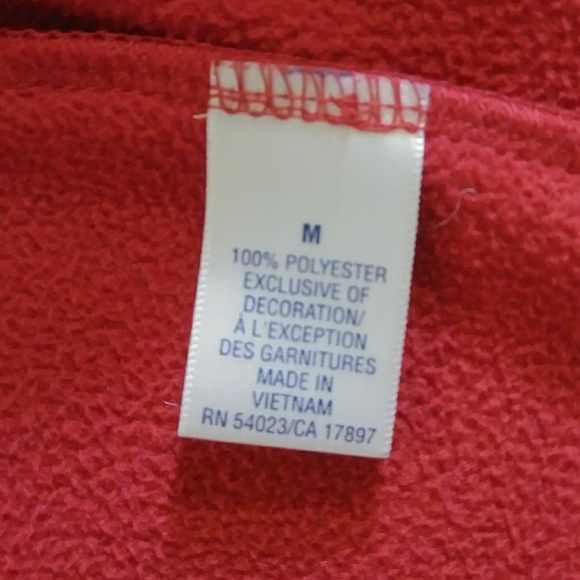 M
100% POLYESTER
EXCLUSIVE OF
DECORATION/
À L'EXCEPTION
DES GARNITURES
MADE IN
VIETNAM
RN 54023/CA 17897